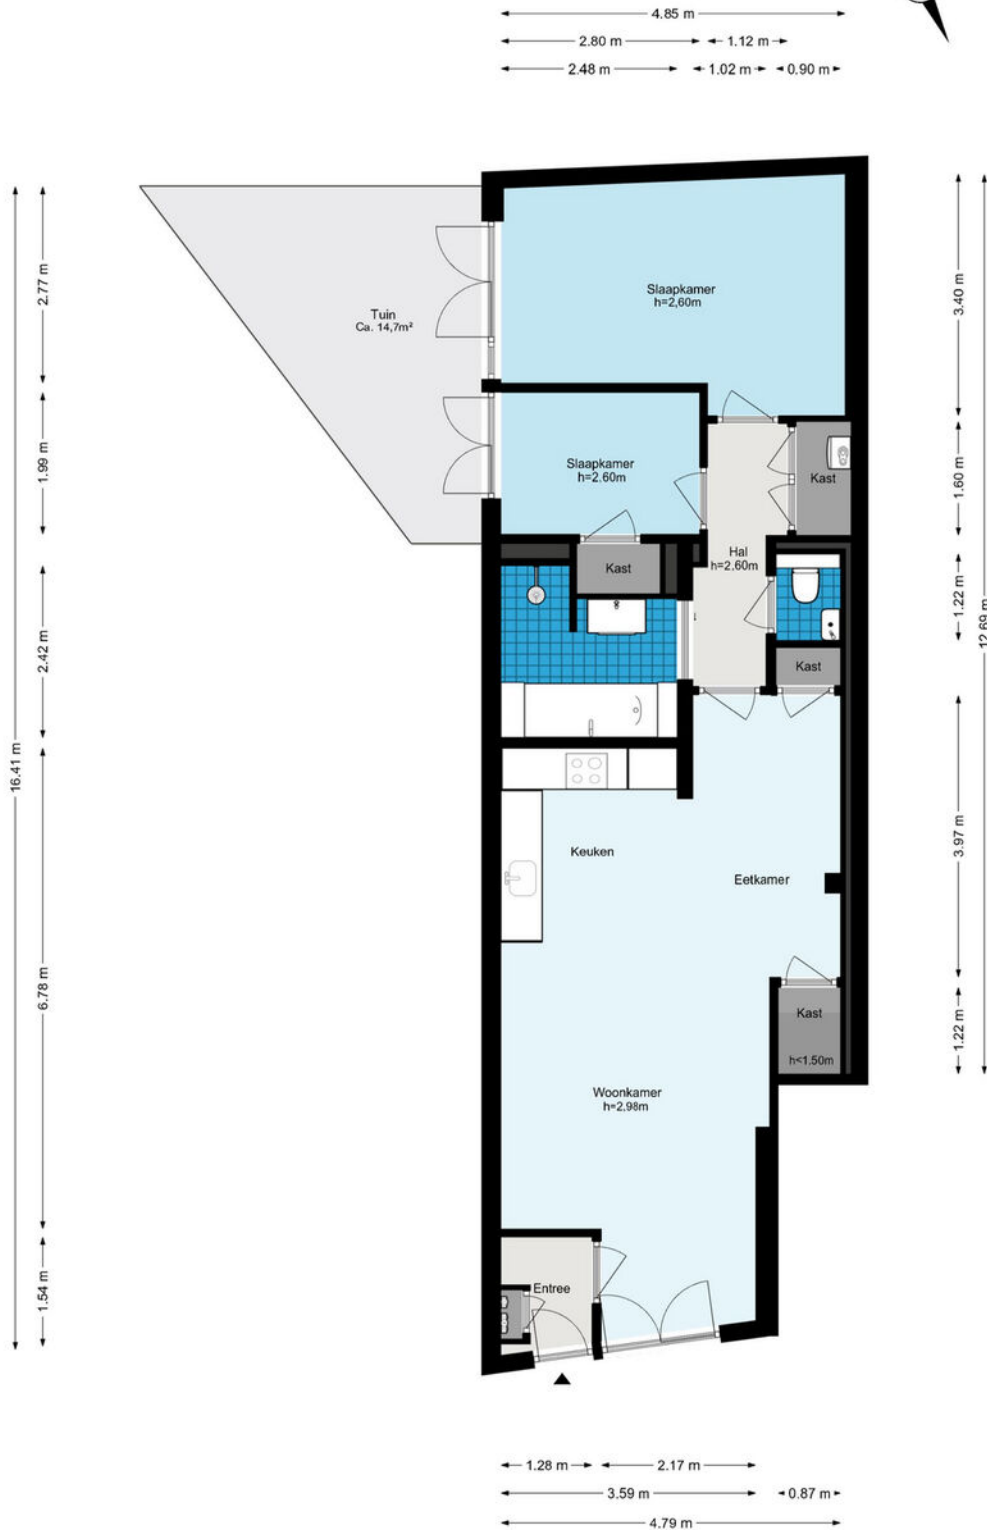 4.85 m
2.80 m
1.12 m
2.48 m
1.02 m
0.90 m
16.41 m
2.77 m
1.99 m
2.42 m
6.78 m
1.54 m
Tuin
Ca. 14,7m²
Slaapkamer
h=2,60m
Slaapkamer
h=2.60m
Kast
Hal
h=2.60m
Kast
Kast
Keuken
Eetkamer
Kast
h<1.50m
Woonkamer
h=2.98m
Entree
3.40 m
1.60 m
1.22 m
3.97 m
1.22 m
12.69 m
1.28 m
2.17 m
3.59 m
0.87 m
4.79 m